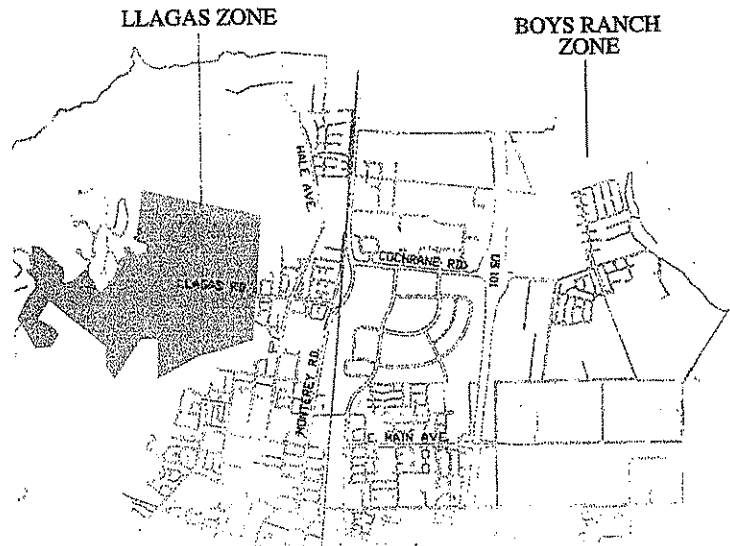 LLAGAS ZONE
BOYS RANCH
ZONE
HALE AVE.
COCHRANE RD.
US 101
LLAGAS RD.
MONTEREY RD.
E. MAIN AVE.